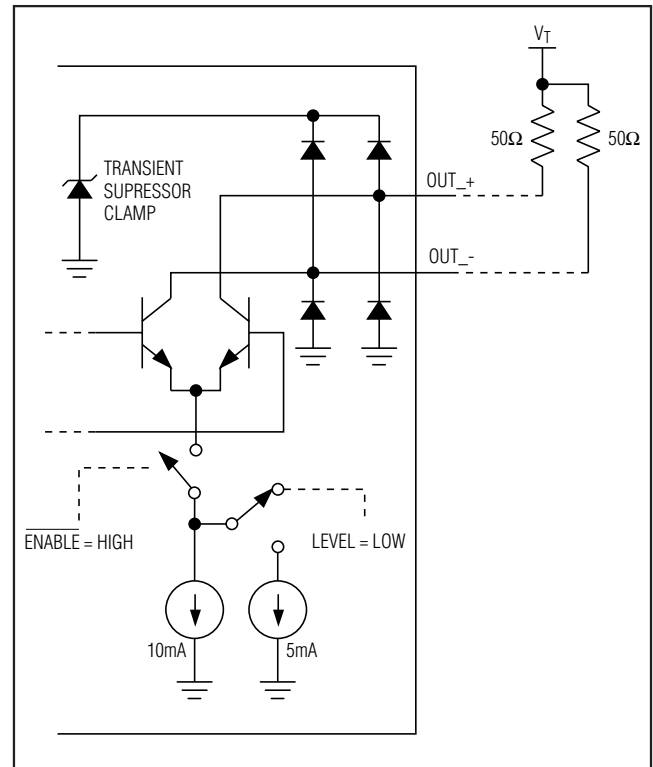 V_T
50Ω
50Ω
TRANSIENT
SUPRESSOR
CLAMP
OUT_+
OUT_-
ENABLE = HIGH
LEVEL = LOW
10mA
5mA